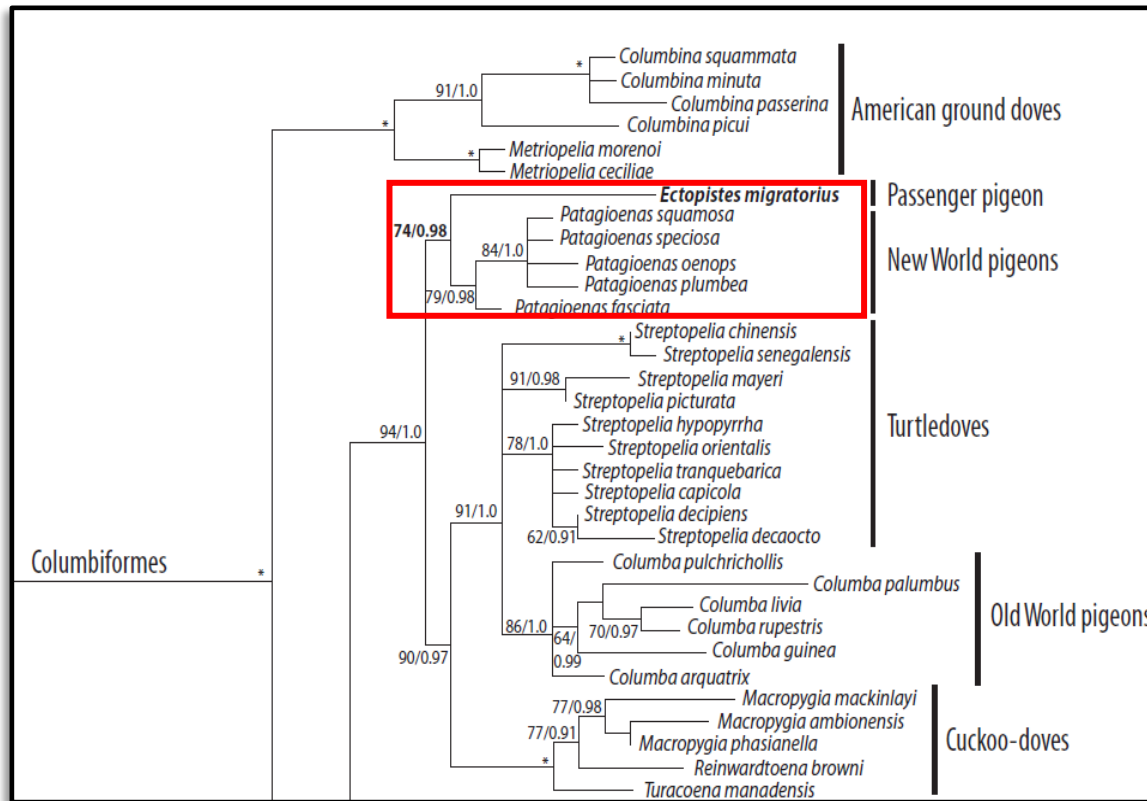 Columbina squammata
*
Columbina minuta
91/1.0
Columbina passerina
American ground doves
Columbina picui
*
Metriopelia morenoi
*
Metriopelia ceciliae
Ectopistes migratorius
Passenger pigeon
Patagioenas squamosa
74/0.98
Patagioenas speciosa
84/1.0
New World pigeons
Patagioenas oenops
Patagioenas plumbea
79/0.98
Patagioenas fasciata
Streptopelia chinensis
*
Streptopelia senegalensis
91/0.98
Streptopelia mayeri
Streptopelia picturata
Streptopelia hypopyrrha
Turtledoves
94/1.0
78/1.0
Streptopelia orientalis
Streptopelia tranquebarica
Streptopelia capicola
91/1.0
Streptopelia decipiens
62/0.91
Streptopelia decaocto
Columbiformes
*
Columba pulchrichollis
Columba palumbus
Columba livia
Old World pigeons
86/1.0
64/
0.99
70/0.97
Columba rupestris
90/0.97
Columba guinea
Columba arquatrix
Macropygia mackinlayi
77/0.98
Macropygia ambionensis
77/0.91
Macropygia phasianella
Cuckoo-doves
*
Reinwardtoena browni
Turacoena manadensis